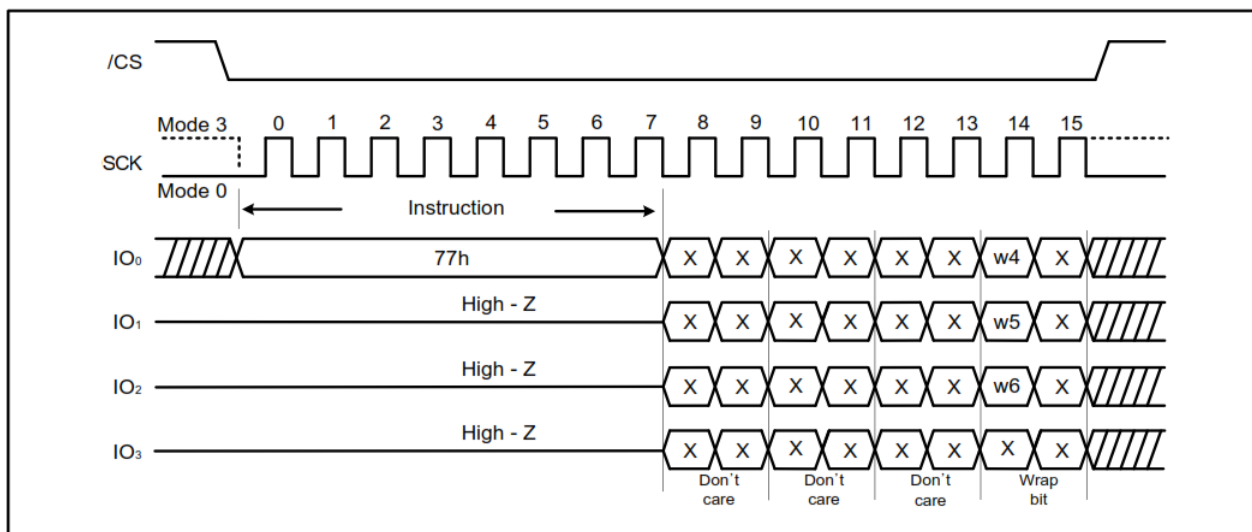 /CS
Mode 3
0 1 2 3 4 5 6 7 8 9 10 11 12 13 14 15
SCK
Mode 0
Instruction
IO₀ 77h X X X X X X w4 X
High - Z
IO₁ X X X X X X w5 X
High - Z
IO₂ X X X X X X w6 X
High - Z
IO₃ X X X X X X X X
Don't Don't Don't Wrap
care care care bit